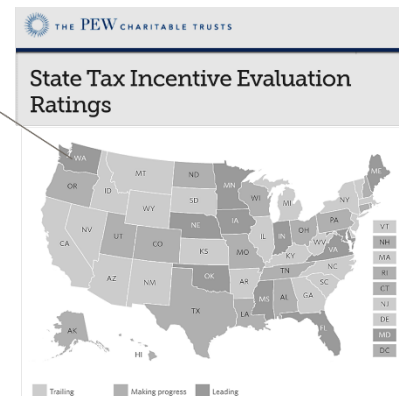 THE PEW CHARITABLE TRUSTS
State Tax Incentive Evaluation
Ratings
WA
MT
ND
MN
ME
OR
ID
SD
WI
MI
NY
WY
NE
IA
PA
NV
UT
CO
KS
MO
IL
IN
OH
WV
VA
KY
CA
AZ
NM
OK
AR
TN
NC
SC
TX
LA
MS
AL
GA
FL
AK
HI
VT
NH
MA
RI
CT
NJ
DE
MD
DC
Trailing Making progress Leading